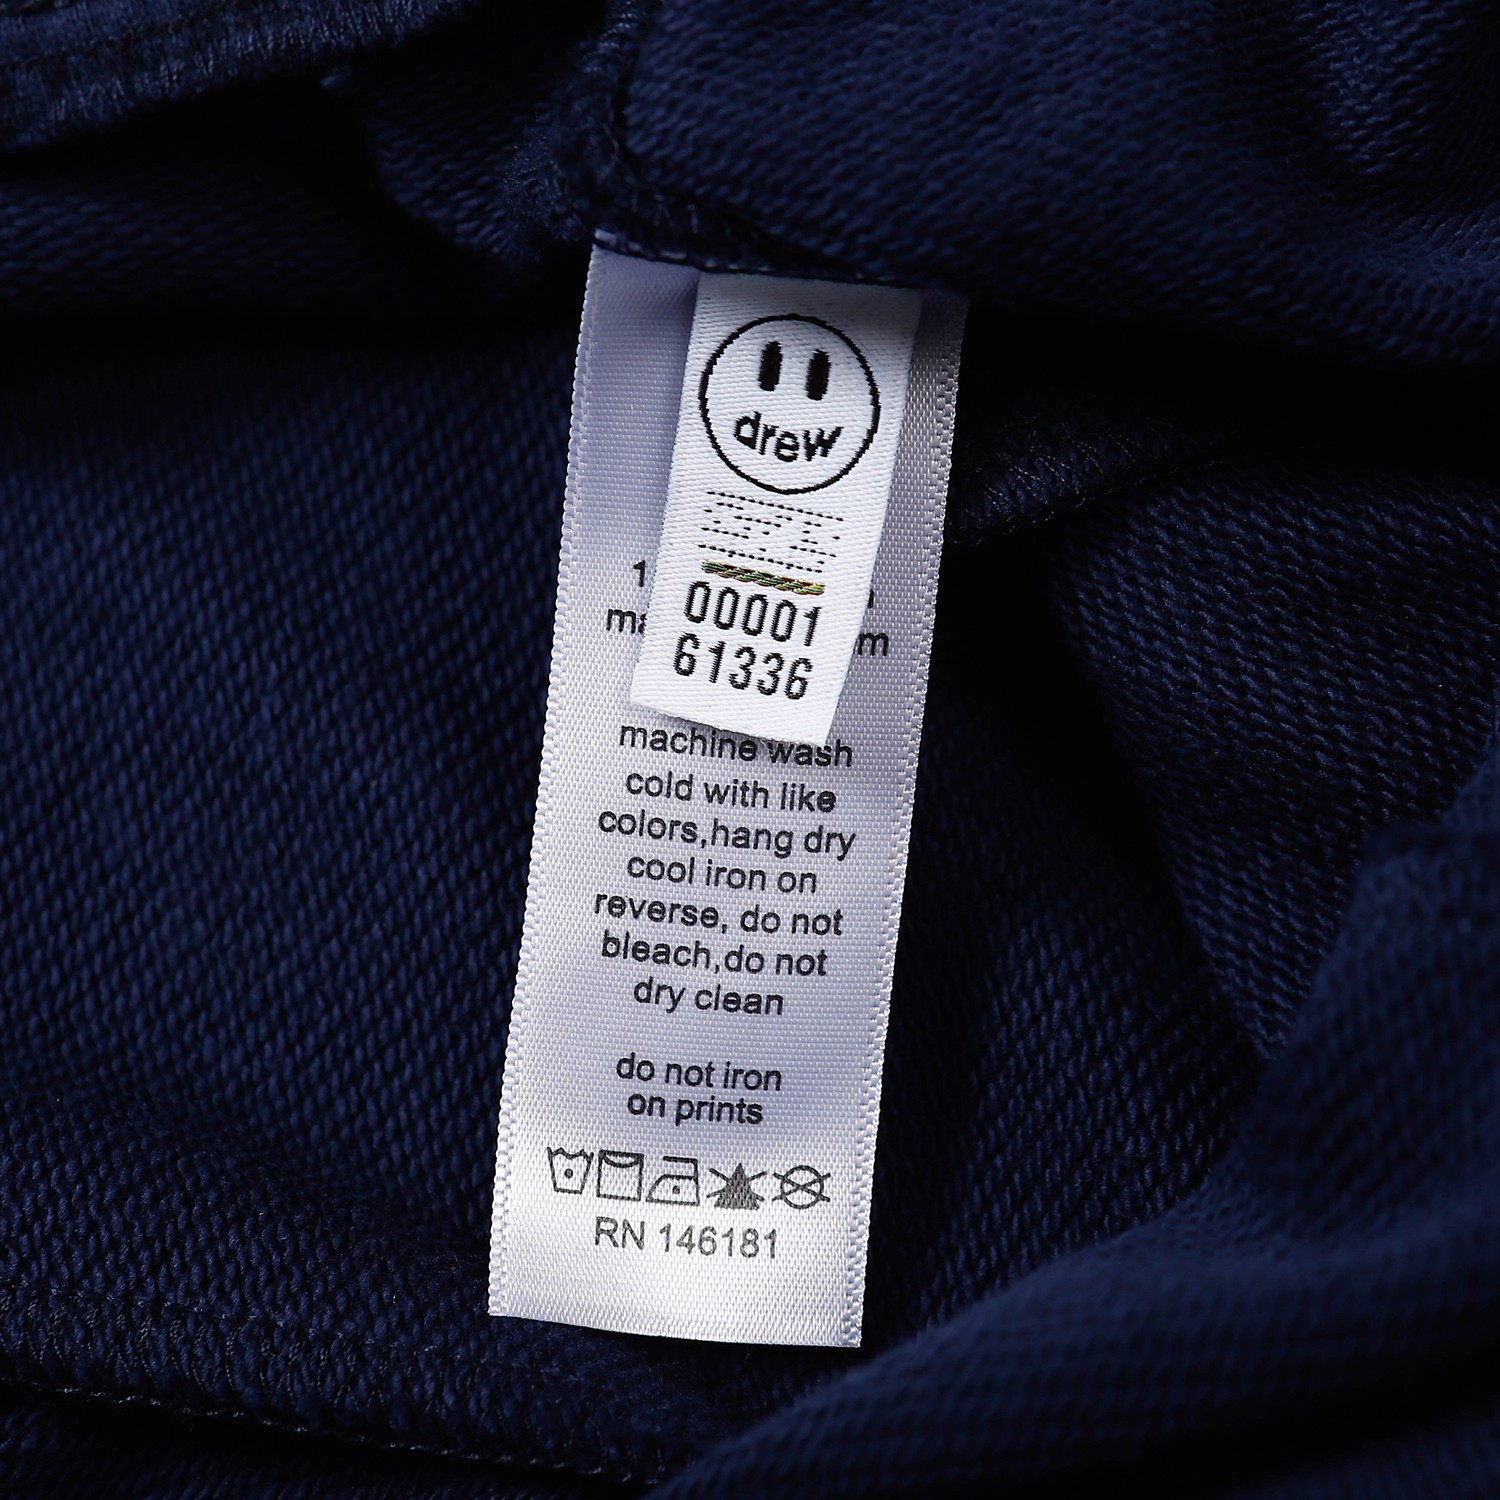 drew
00001
61336
machine wash
cold with like
colors,hang dry
cool iron on
reverse, do not
bleach,do not
dry clean
do not iron
on prints
RN 146181